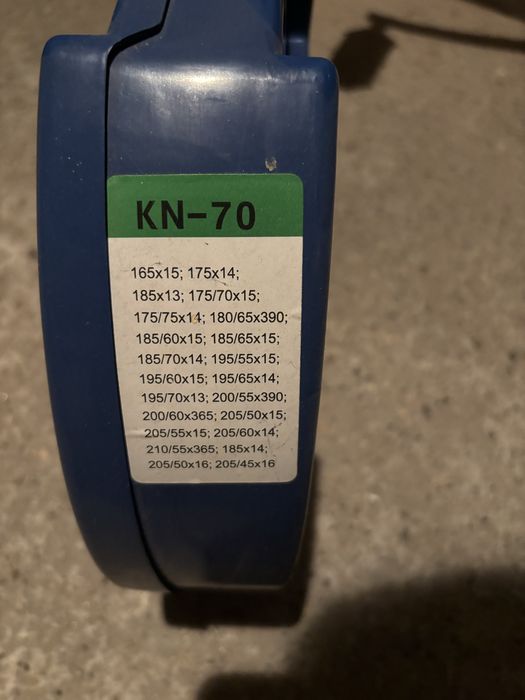 KN-70
165x15; 175x14;
185x13; 175/70x15;
175/75x14; 180/65x390;
185/60x15; 185/65x15;
185/70x14; 195/55x15;
195/60x15; 195/65x14;
195/70x13; 200/55x390;
200/60x365; 205/50x15;
205/55x15; 205/60x14;
210/55x365; 185x14;
205/50x16; 205/45x16